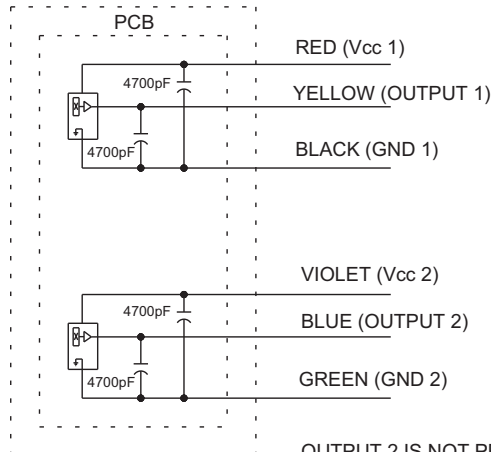 PCB
RED (Vcc 1)
4700pF
YELLOW (OUTPUT 1)
4700pF
BLACK (GND 1)
VIOLET (Vcc 2)
4700pF
BLUE (OUTPUT 2)
4700pF
GREEN (GND 2)
OUTPUT 2 IS NOT